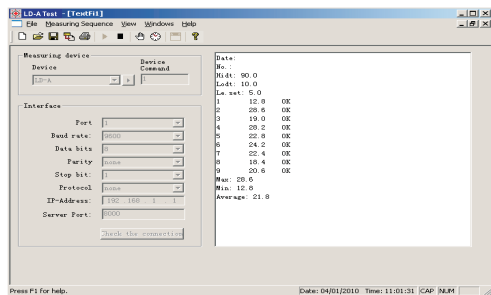 LD-A Test - [TextFil1]
File Measuring Sequence View Windows Help
Measuring device
Device
Device Command
LD-A
1
Interface
Port 1
Baud rate: 9600
Data bits 8
Parity none
Stop bit: 1
Protocol none
IP-Address: 192 .168 . 1 . 1
Server Port: 8000
Check the connection
Date:
No.:
Hidt: 90.0
Lodt: 10.0
Le.set: 5.0
1 12.8 OK
2 28.6 OK
3 19.0 OK
4 28.2 OK
5 22.8 OK
6 24.2 OK
7 22.4 OK
8 18.4 OK
9 20.6 OK
Max: 28.6
Min: 12.8
Average: 21.8
Press F1 for help.
Date: 04/01/2010 Time: 11:01:31 CAP NUM